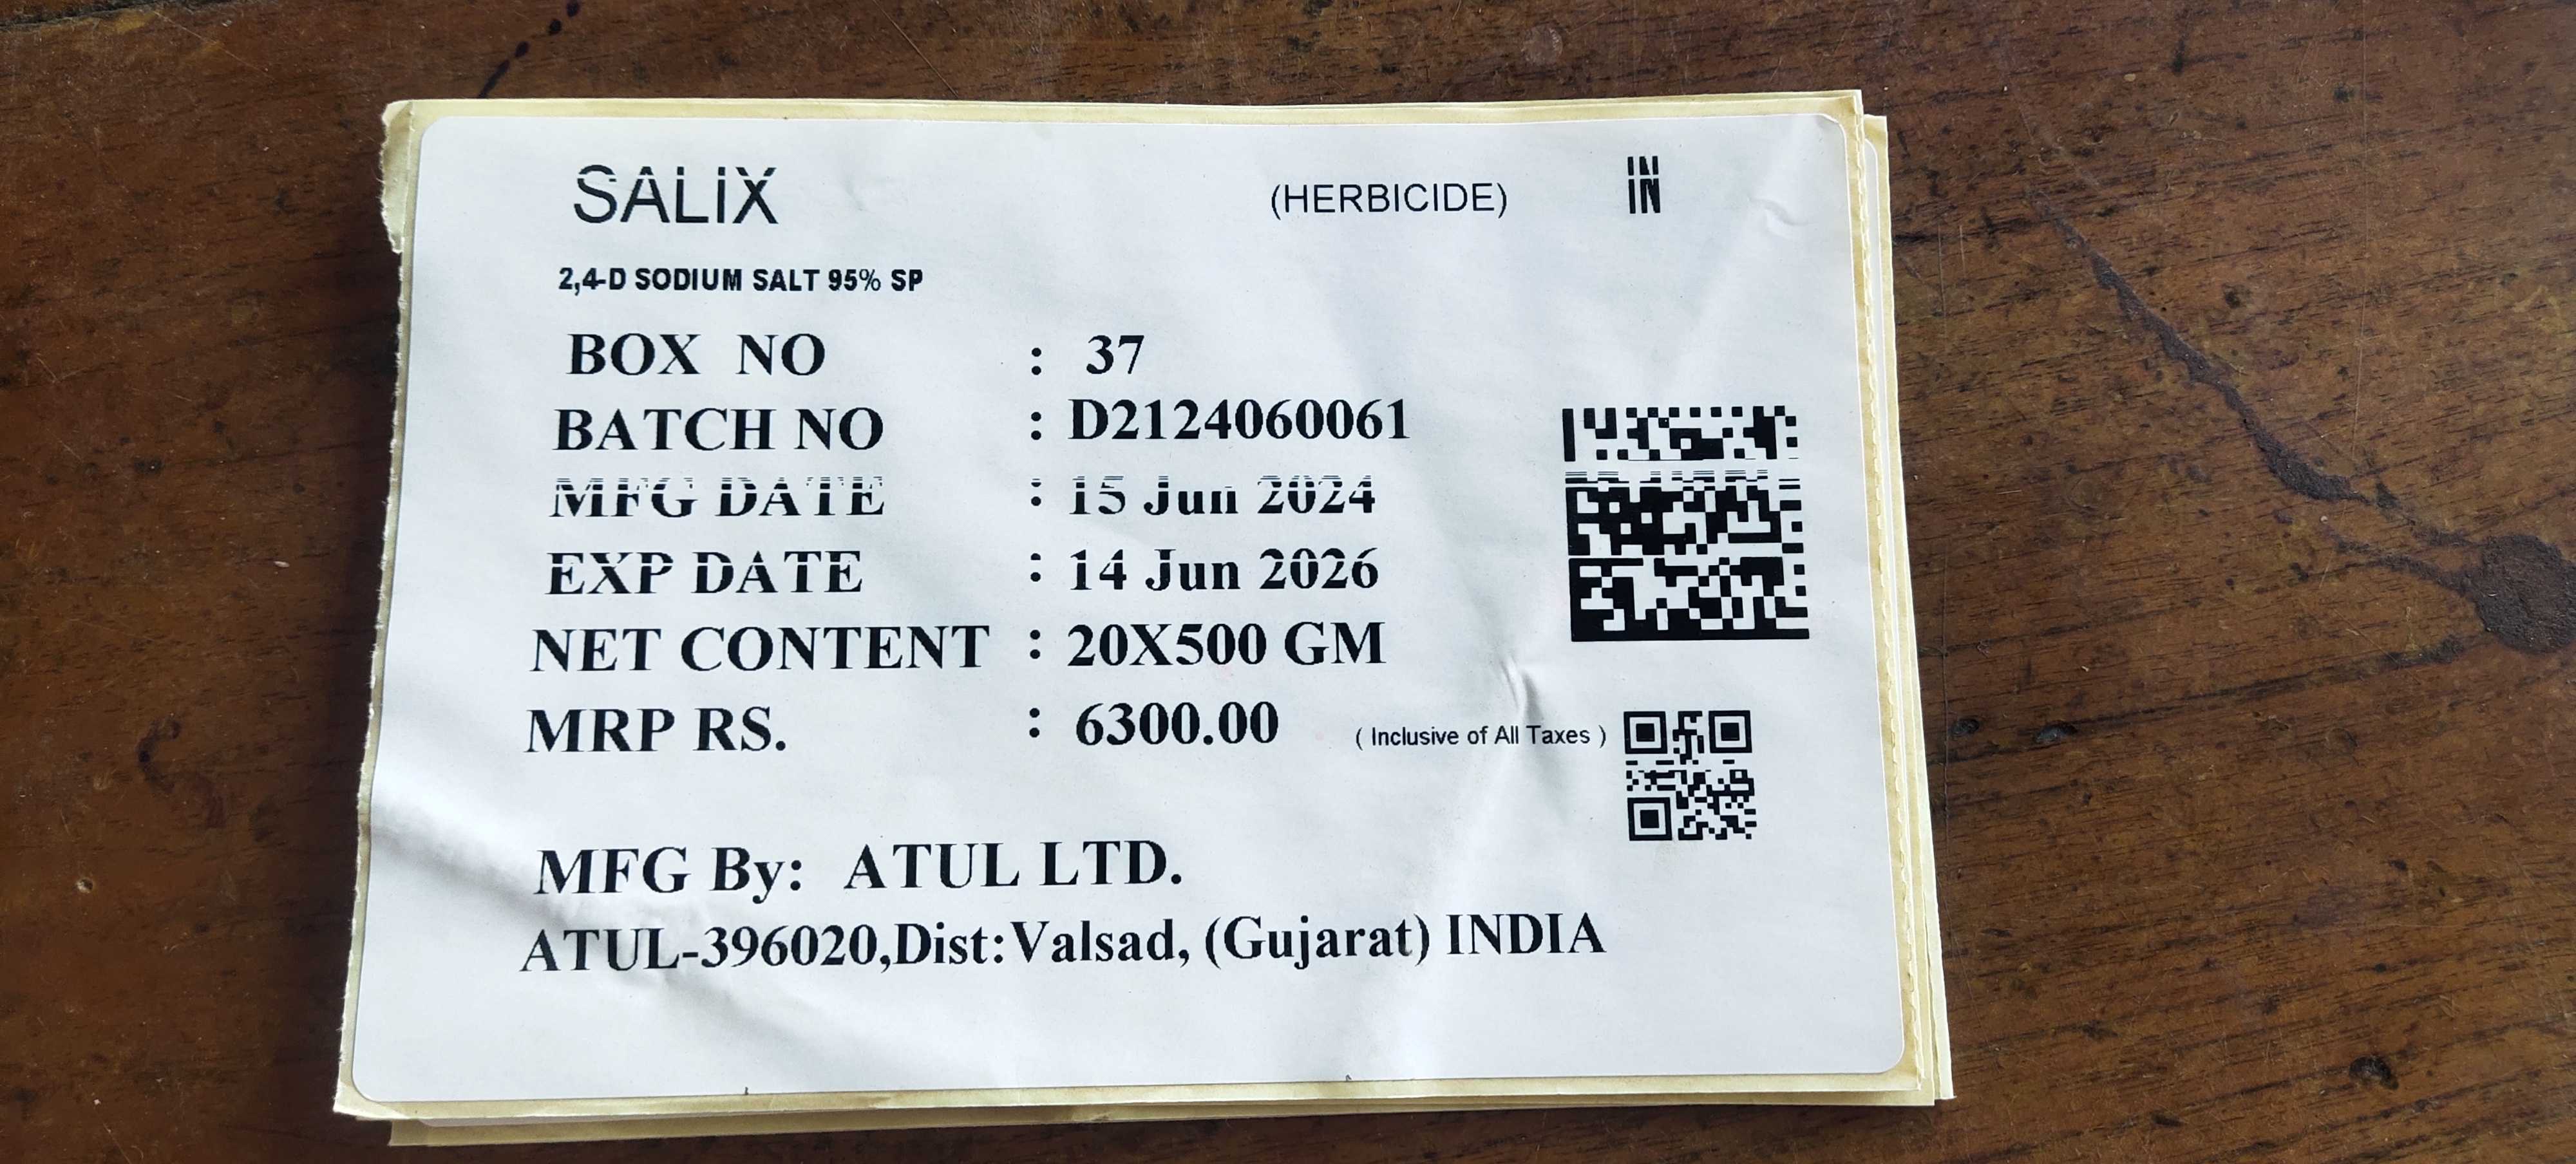 SALIX (HERBICIDE) IN
2,4-D SODIUM SALT 95% SP
BOX NO : 37
BATCH NO : D2124060061
MFG DATE : 15 Jun 2024
EXP DATE : 14 Jun 2026
NET CONTENT : 20X500 GM
MRP RS. : 6300.00 ( Inclusive of All Taxes )
MFG By: ATUL LTD.
ATUL-396020,Dist:Valsad, (Gujarat) INDIA